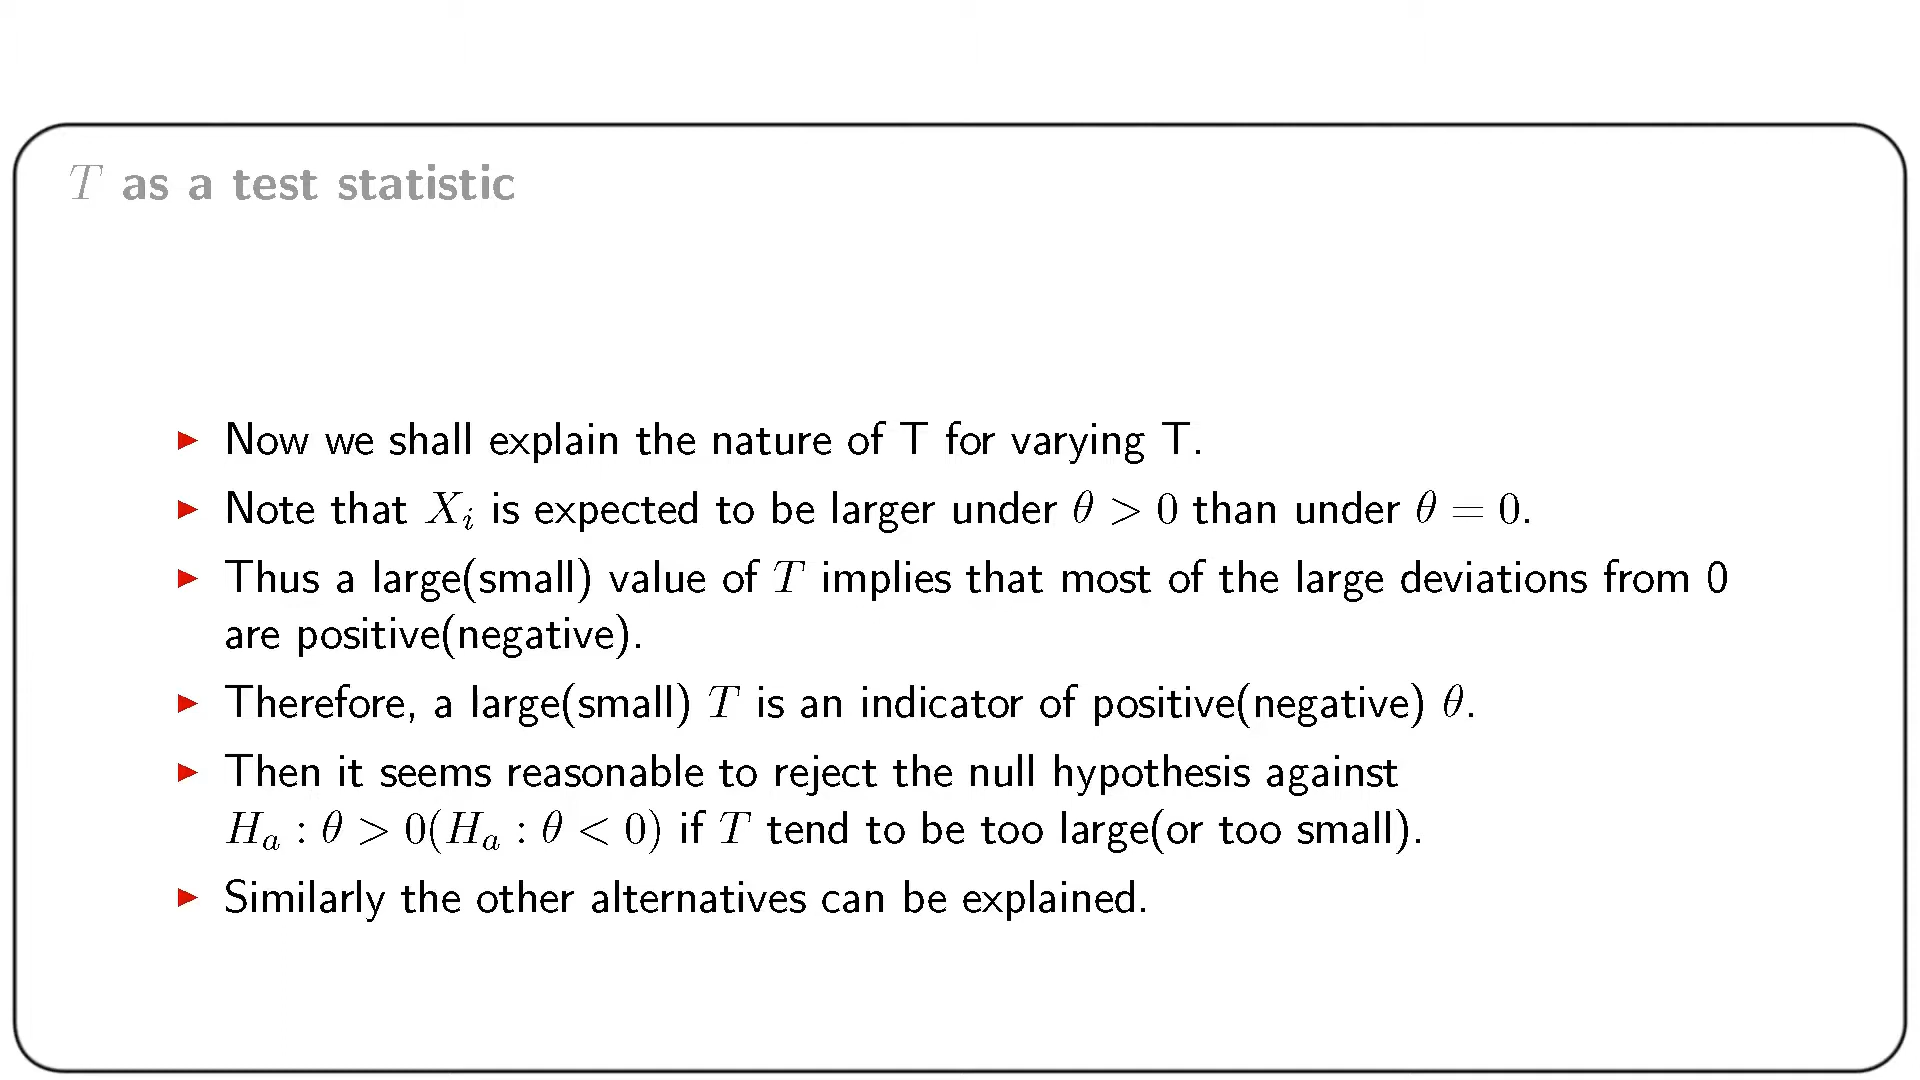 T as a test statistic
Now we shall explain the nature of T for varying T.
Note that Xᵢ is expected to be larger under θ > 0 than under θ = 0.
Thus a large(small) value of T implies that most of the large deviations from 0
are positive(negative).
Therefore, a large(small) T is an indicator of positive(negative) θ.
Then it seems reasonable to reject the null hypothesis against
Hₐ : θ > 0(Hₐ : θ < 0) if T tend to be too large(or too small).
Similarly the other alternatives can be explained.